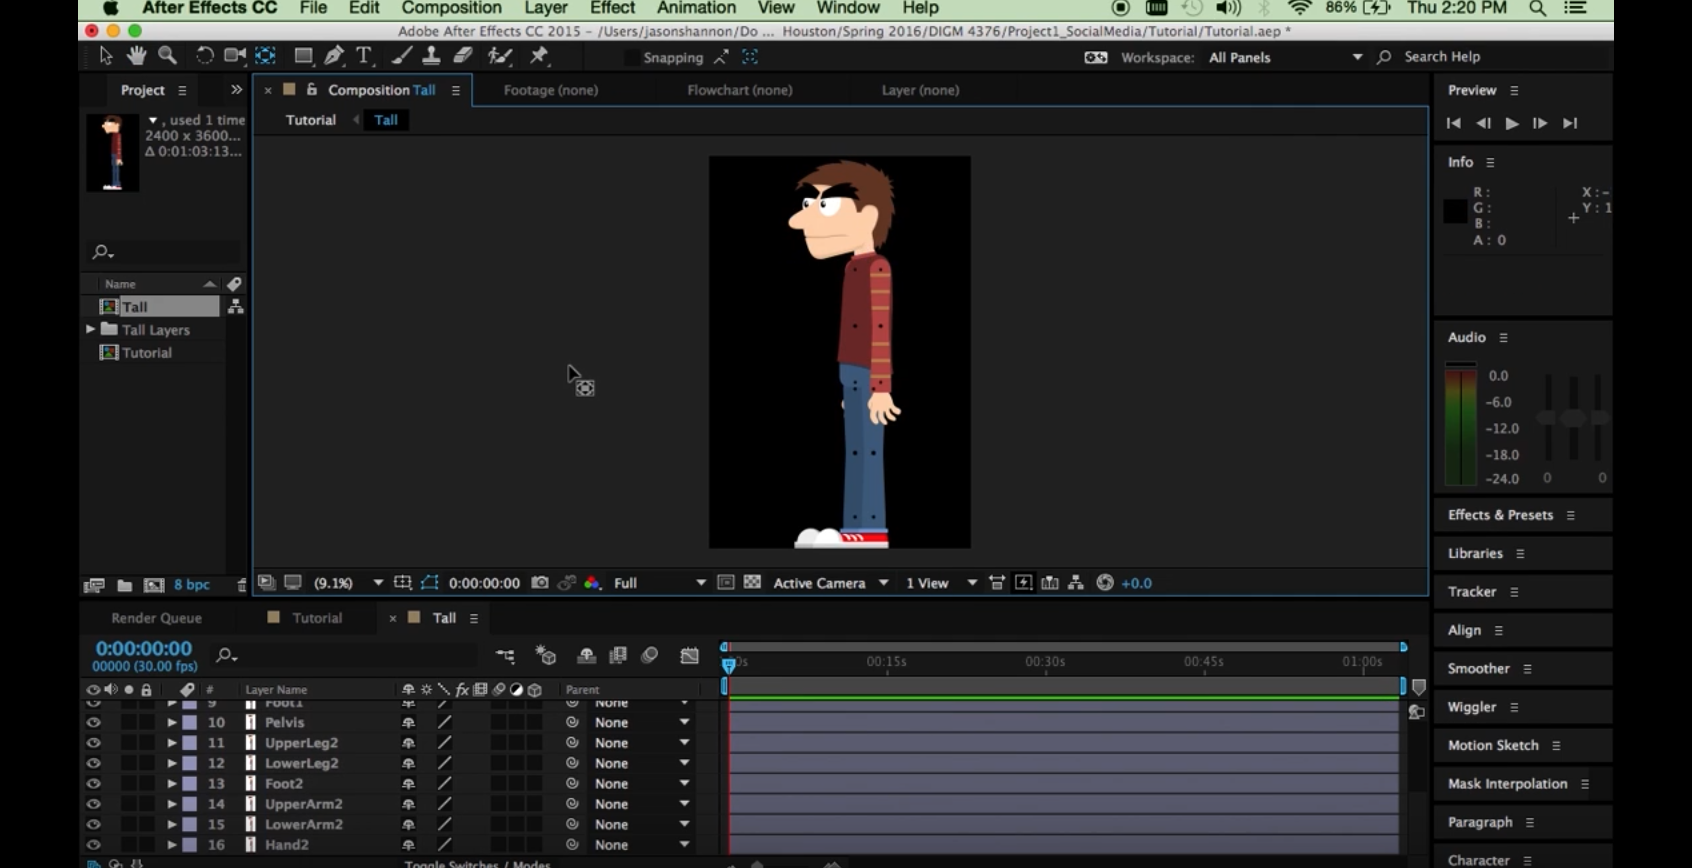 After Effects CC File Edit Composition Layer Effect Animation View Window Help 86% Thu 2:20 PM
Adobe After Effects CC 2015 – /Users/jasonshannon/Do ... Houston/Spring 2016/DIGM 4376/Project1_SocialMedia/Tutorial/Tutorial.aep *
T Snapping Workspace: All Panels Search Help
Project Composition Tall Footage (none) Flowchart (none) Layer (none) Preview
Tutorial Tall
, used 1 time
2400 x 3600...
Δ 0:01:03:13...
Info
R :
G :
B :
A : 0
X : -
Y : 1
Name
Tall
Tall Layers
Tutorial
Audio
0.0
-6.0
-12.0
-18.0
-24.0
0 0
Effects & Presets
Libraries
Tracker
Align
Smoother
Wiggler
Motion Sketch
Mask Interpolation
Paragraph
Character
8 bpc (9.1%) 0:00:00:00 Full Active Camera 1 View +0.0
Render Queue Tutorial Tall
0:00:00:00
00000 (30.00 fps)
0s 00:15s 00:30s 00:45s 01:00s
# Layer Name fx Parent
9 Foot1 None
10 Pelvis None
11 UpperLeg2 None
12 LowerLeg2 None
13 Foot2 None
14 UpperArm2 None
15 LowerArm2 None
16 Hand2 None
Toggle Switches / Modes